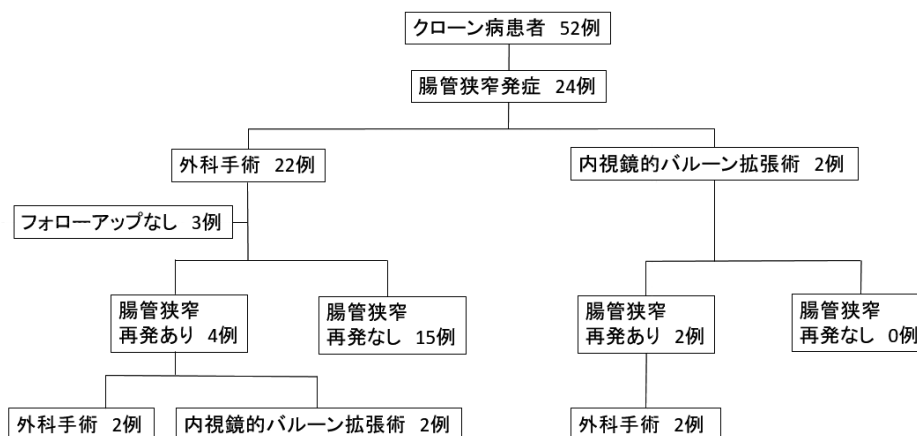 クローン病患者 52例
腸管狭窄発症 24例
外科手術 22例
内視鏡的バルーン拡張術 2例
フォローアップなし 3例
腸管狭窄
再発あり 4例
腸管狭窄
再発なし 15例
腸管狭窄
再発あり 2例
腸管狭窄
再発なし 0例
外科手術 2例
内視鏡的バルーン拡張術 2例
外科手術 2例